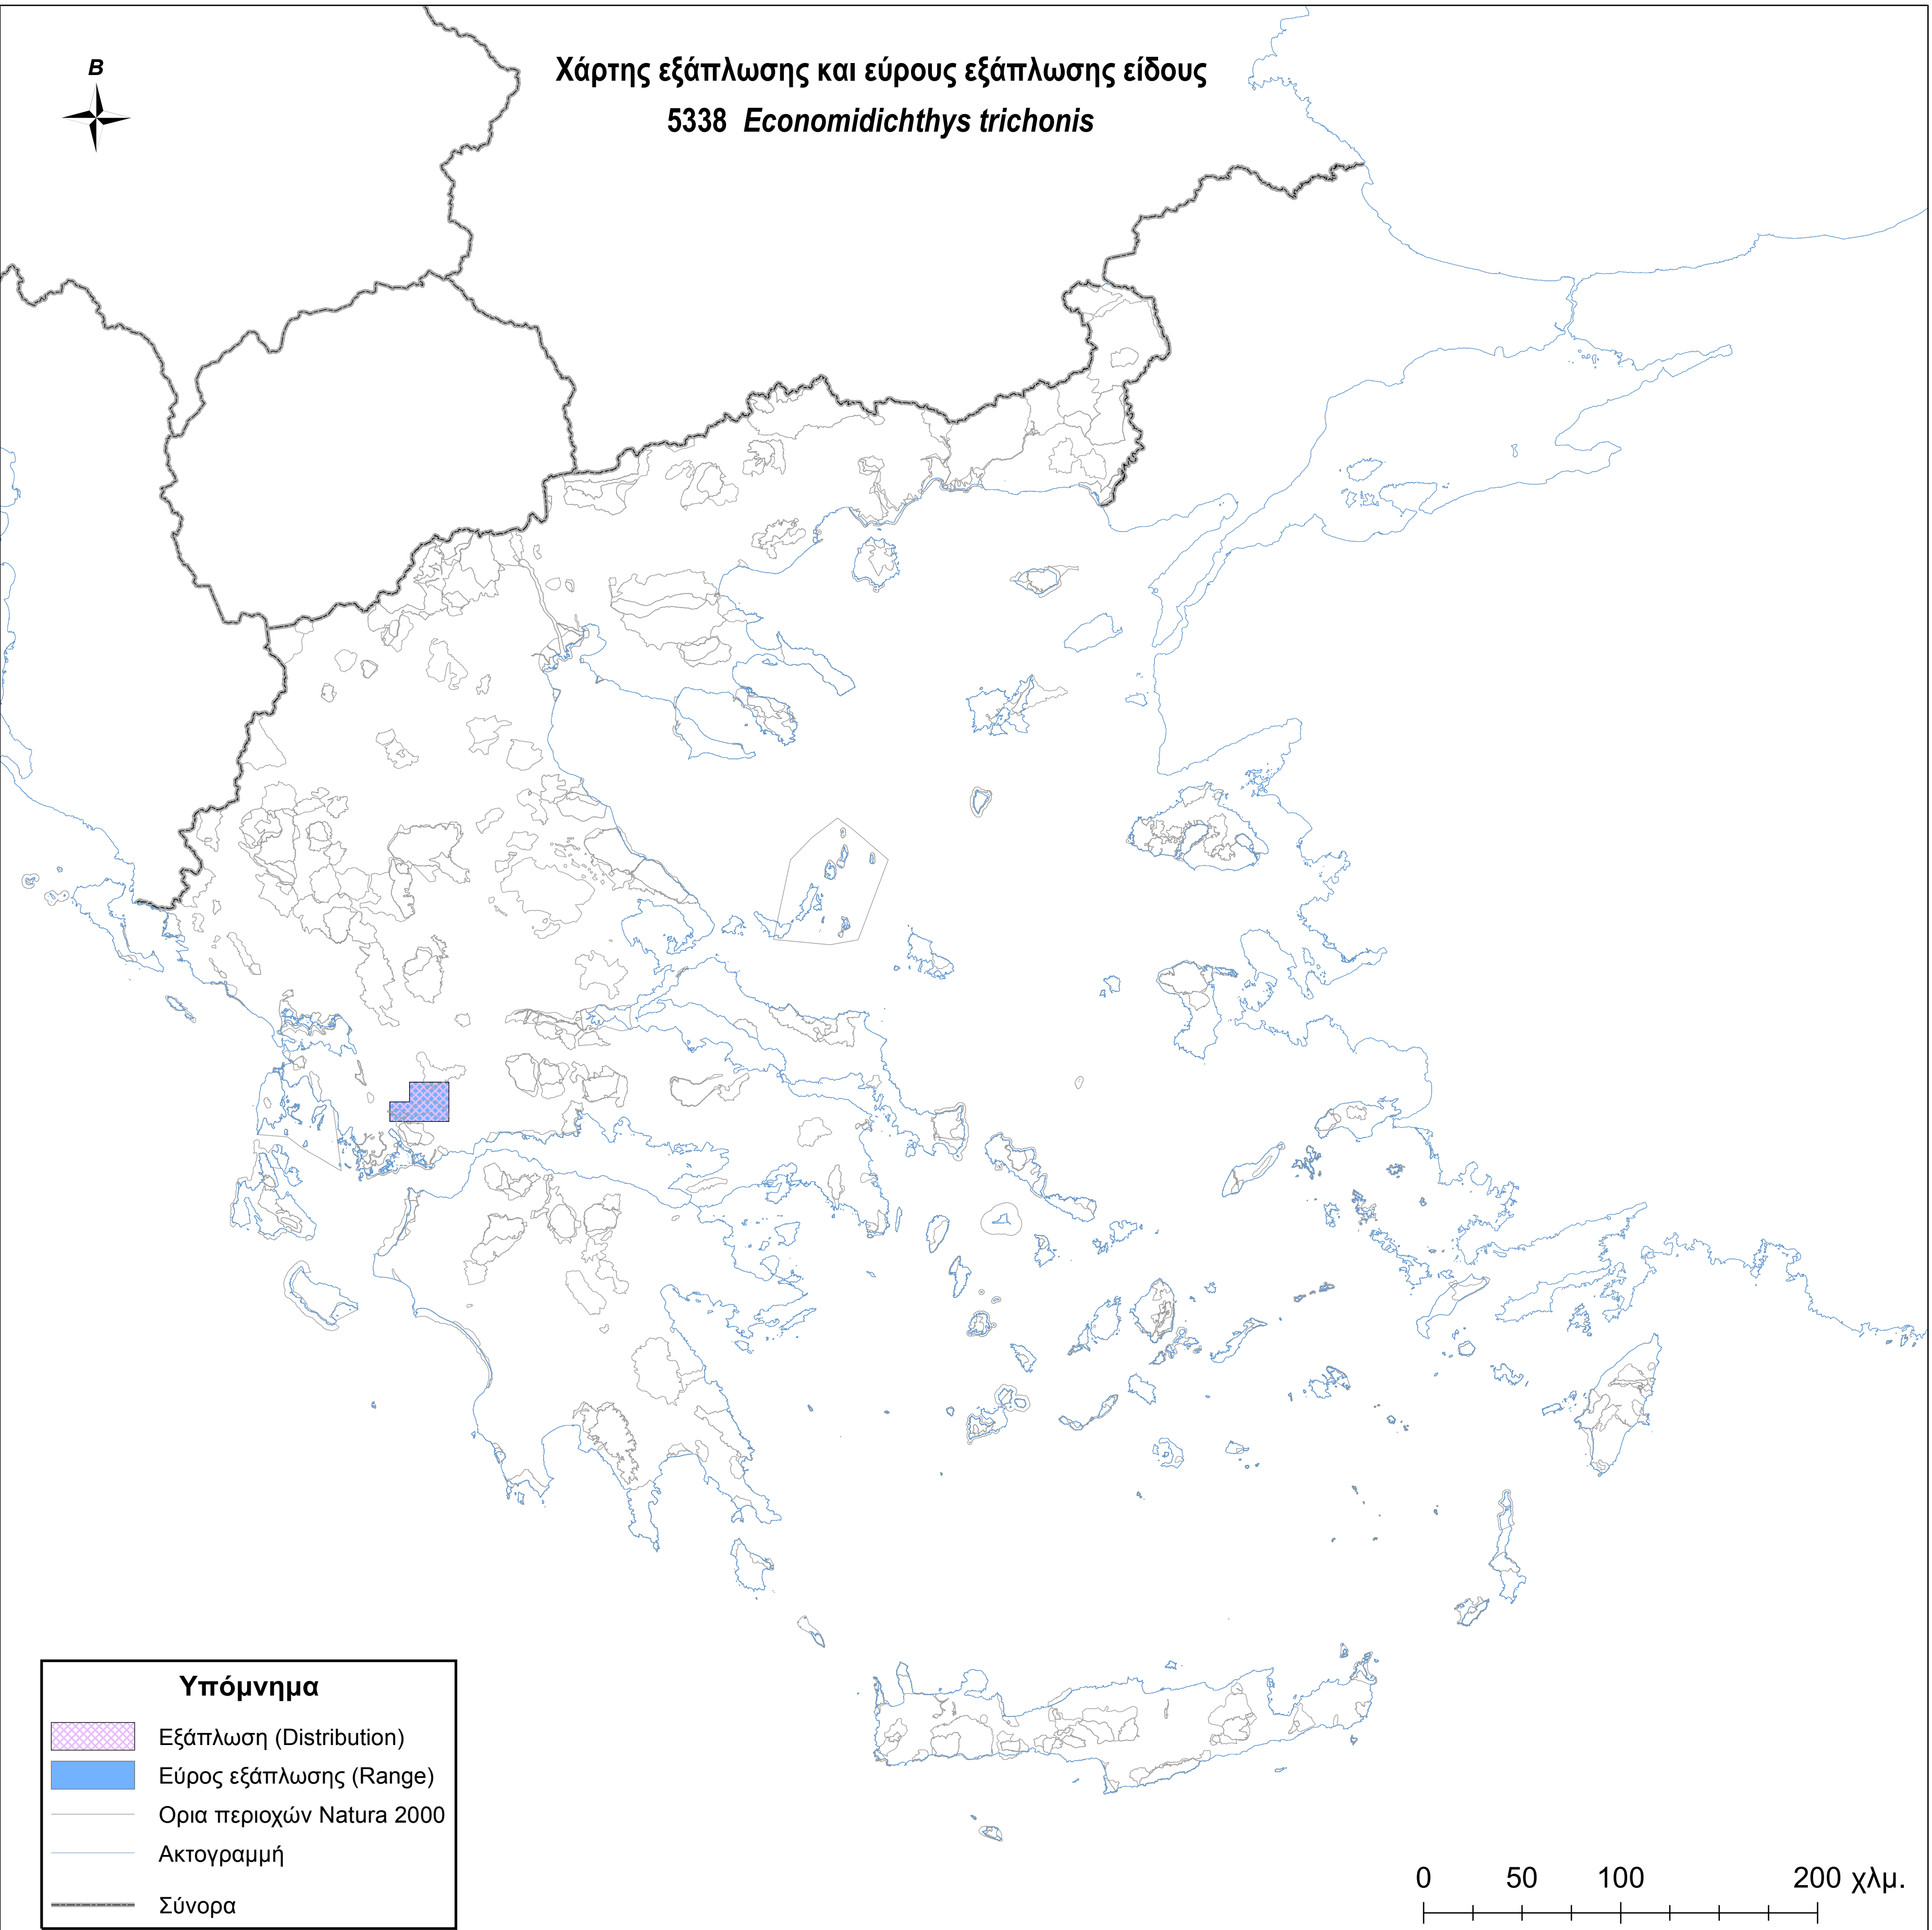 Χάρτης εξάπλωσης και εύρους εξάπλωσης είδους
5338 Economidichthys trichonis
Β
Υπόμνημα
Εξάπλωση (Distribution)
Εύρος εξάπλωσης (Range)
Ορια περιοχών Natura 2000
Ακτογραμμή
Σύνορα
0 50 100 200 χλμ.